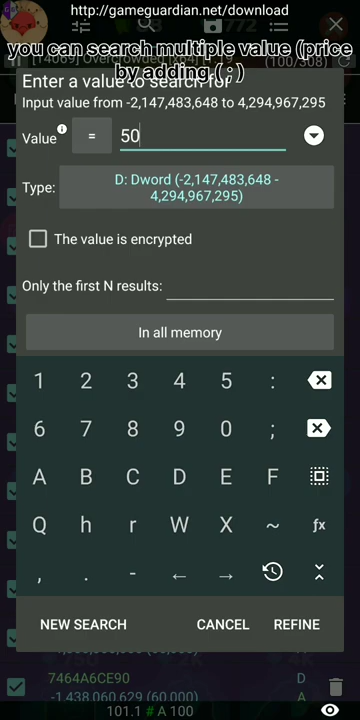 http://gameguardian.net/download
you can search multiple value (price
by adding ( ; )
Enter a value to search for
Input value from -2,147,483,648 to 4,294,967,295
Value = 50
Type: D: Dword (-2,147,483,648 -
4,294,967,295)
The value is encrypted
Only the first N results:
In all memory
1 2 3 4 5 :
6 7 8 9 0 ;
A B C D E F
Q h r W X ~ ƒx
, . - ← →
NEW SEARCH CANCEL REFINE
7464A6CE90 D
-1,438,060,629 (60,000) A
101.1 # A 100